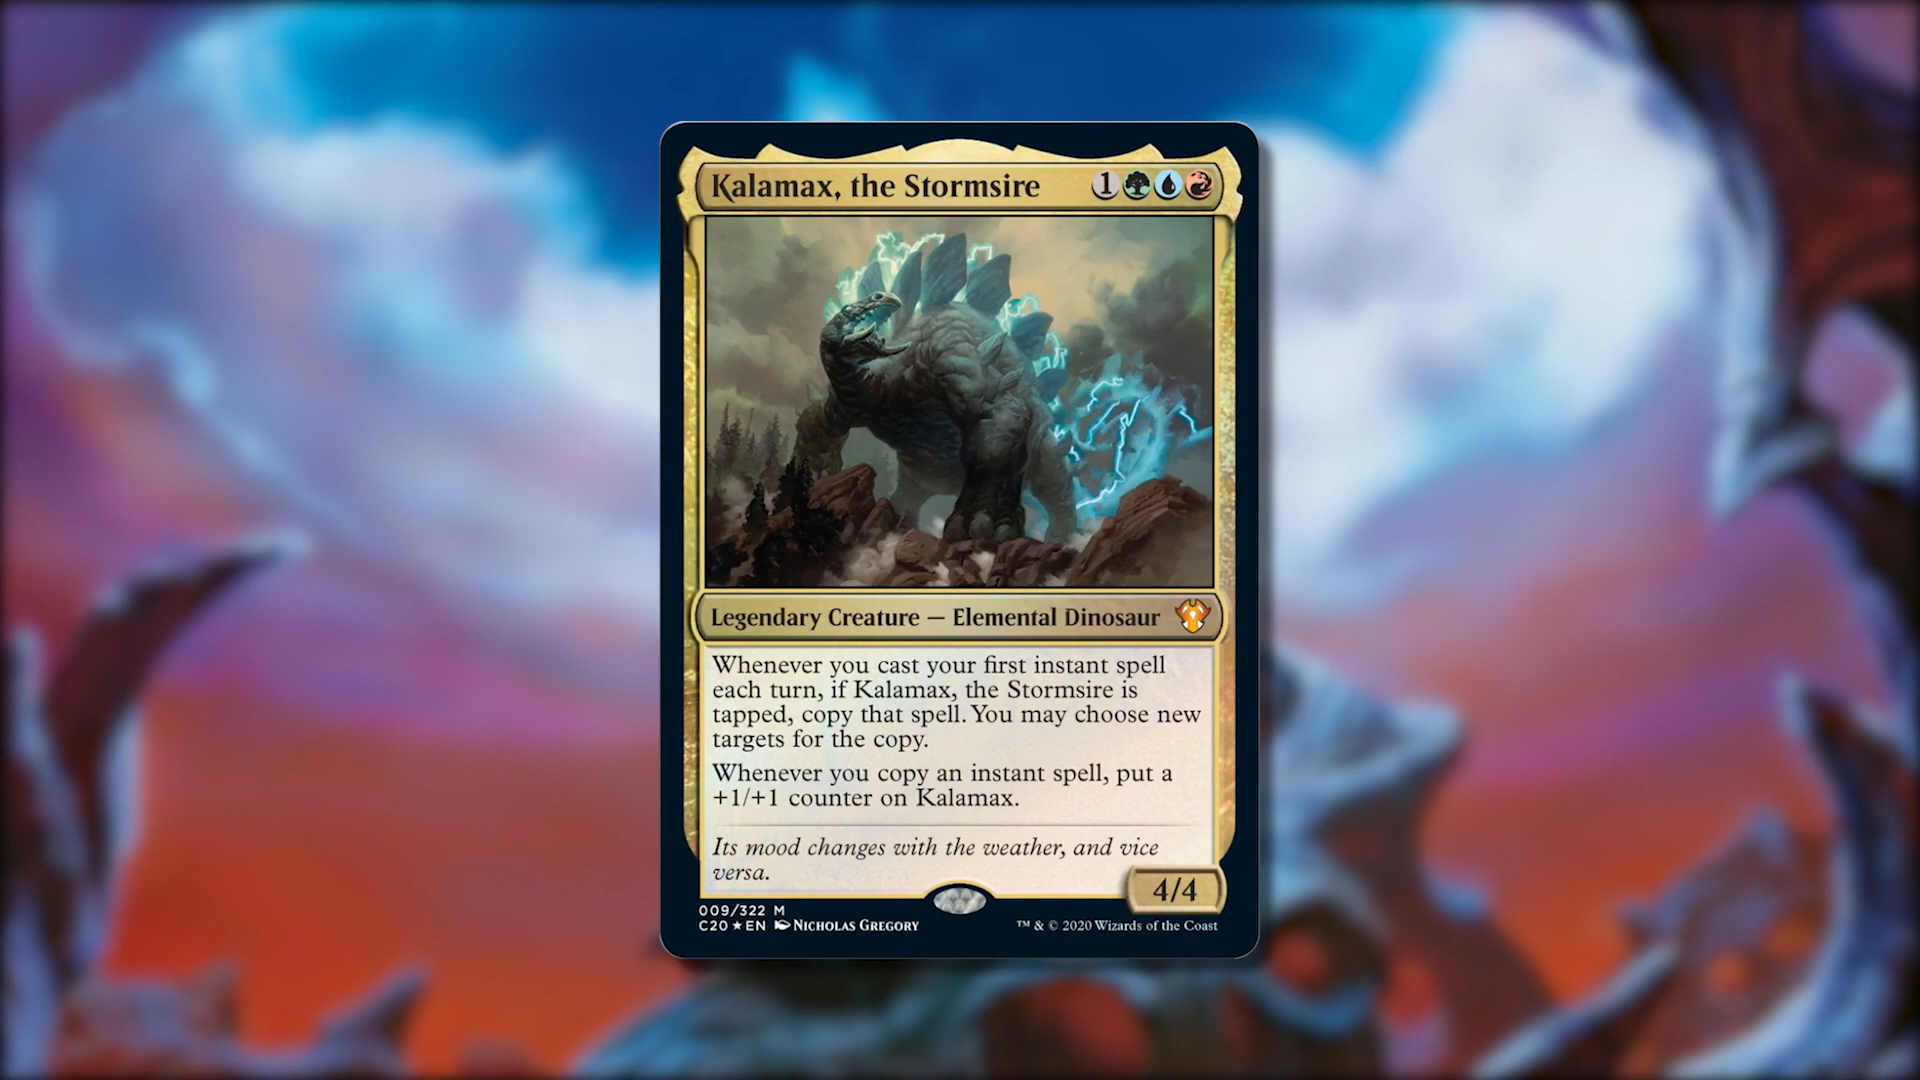 Kalamax, the Stormsire 1
Legendary Creature — Elemental Dinosaur
Whenever you cast your first instant spell
each turn, if Kalamax, the Stormsire is
tapped, copy that spell. You may choose new
targets for the copy.
Whenever you copy an instant spell, put a
+1/+1 counter on Kalamax.
Its mood changes with the weather, and vice
versa.
4/4
009/322 M
C20★EN Nicholas Gregory
™ & © 2020 Wizards of the Coast